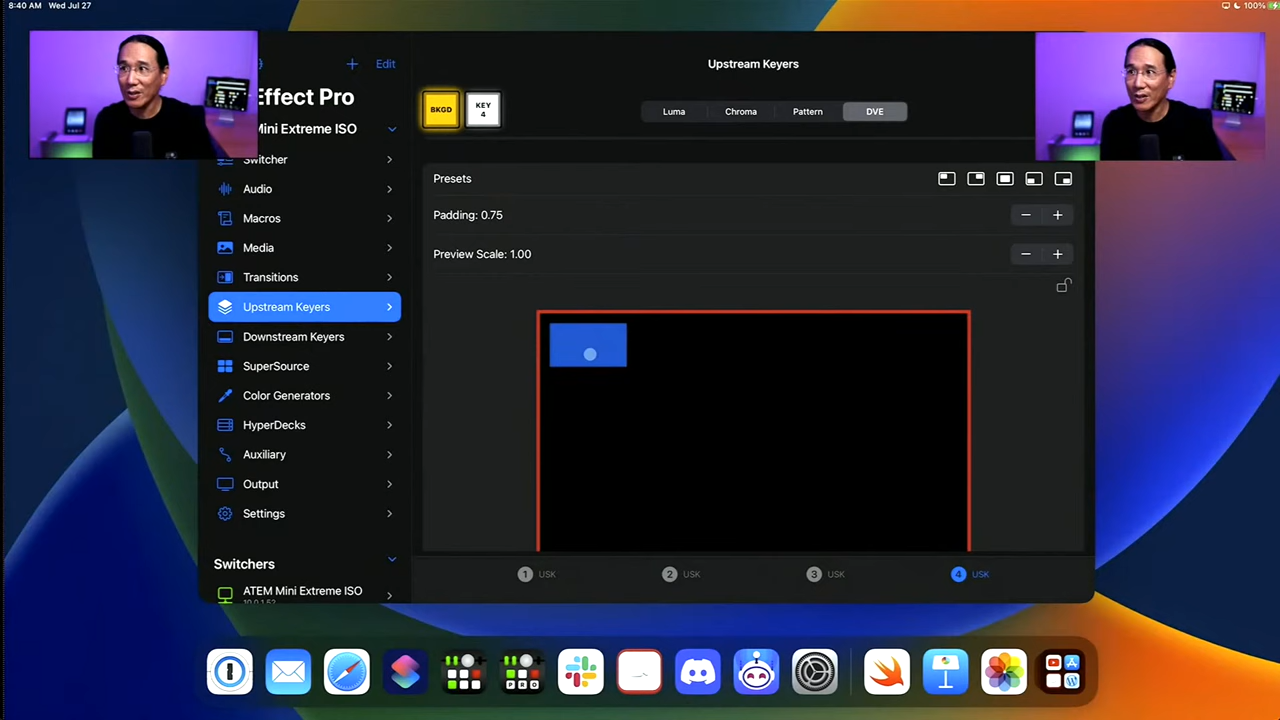 8:40 AM Wed Jul 27
100%
Edit
Effect Pro
Mini Extreme ISO
Switcher
Audio
Macros
Media
Transitions
Upstream Keyers
Downstream Keyers
SuperSource
Color Generators
HyperDecks
Auxiliary
Output
Settings
Switchers
ATEM Mini Extreme ISO
Upstream Keyers
BKGD
KEY
4
Luma
Chroma
Pattern
DVE
Presets
Padding: 0.75
Preview Scale: 1.00
1 USK
2 USK
3 USK
4 USK
PRO